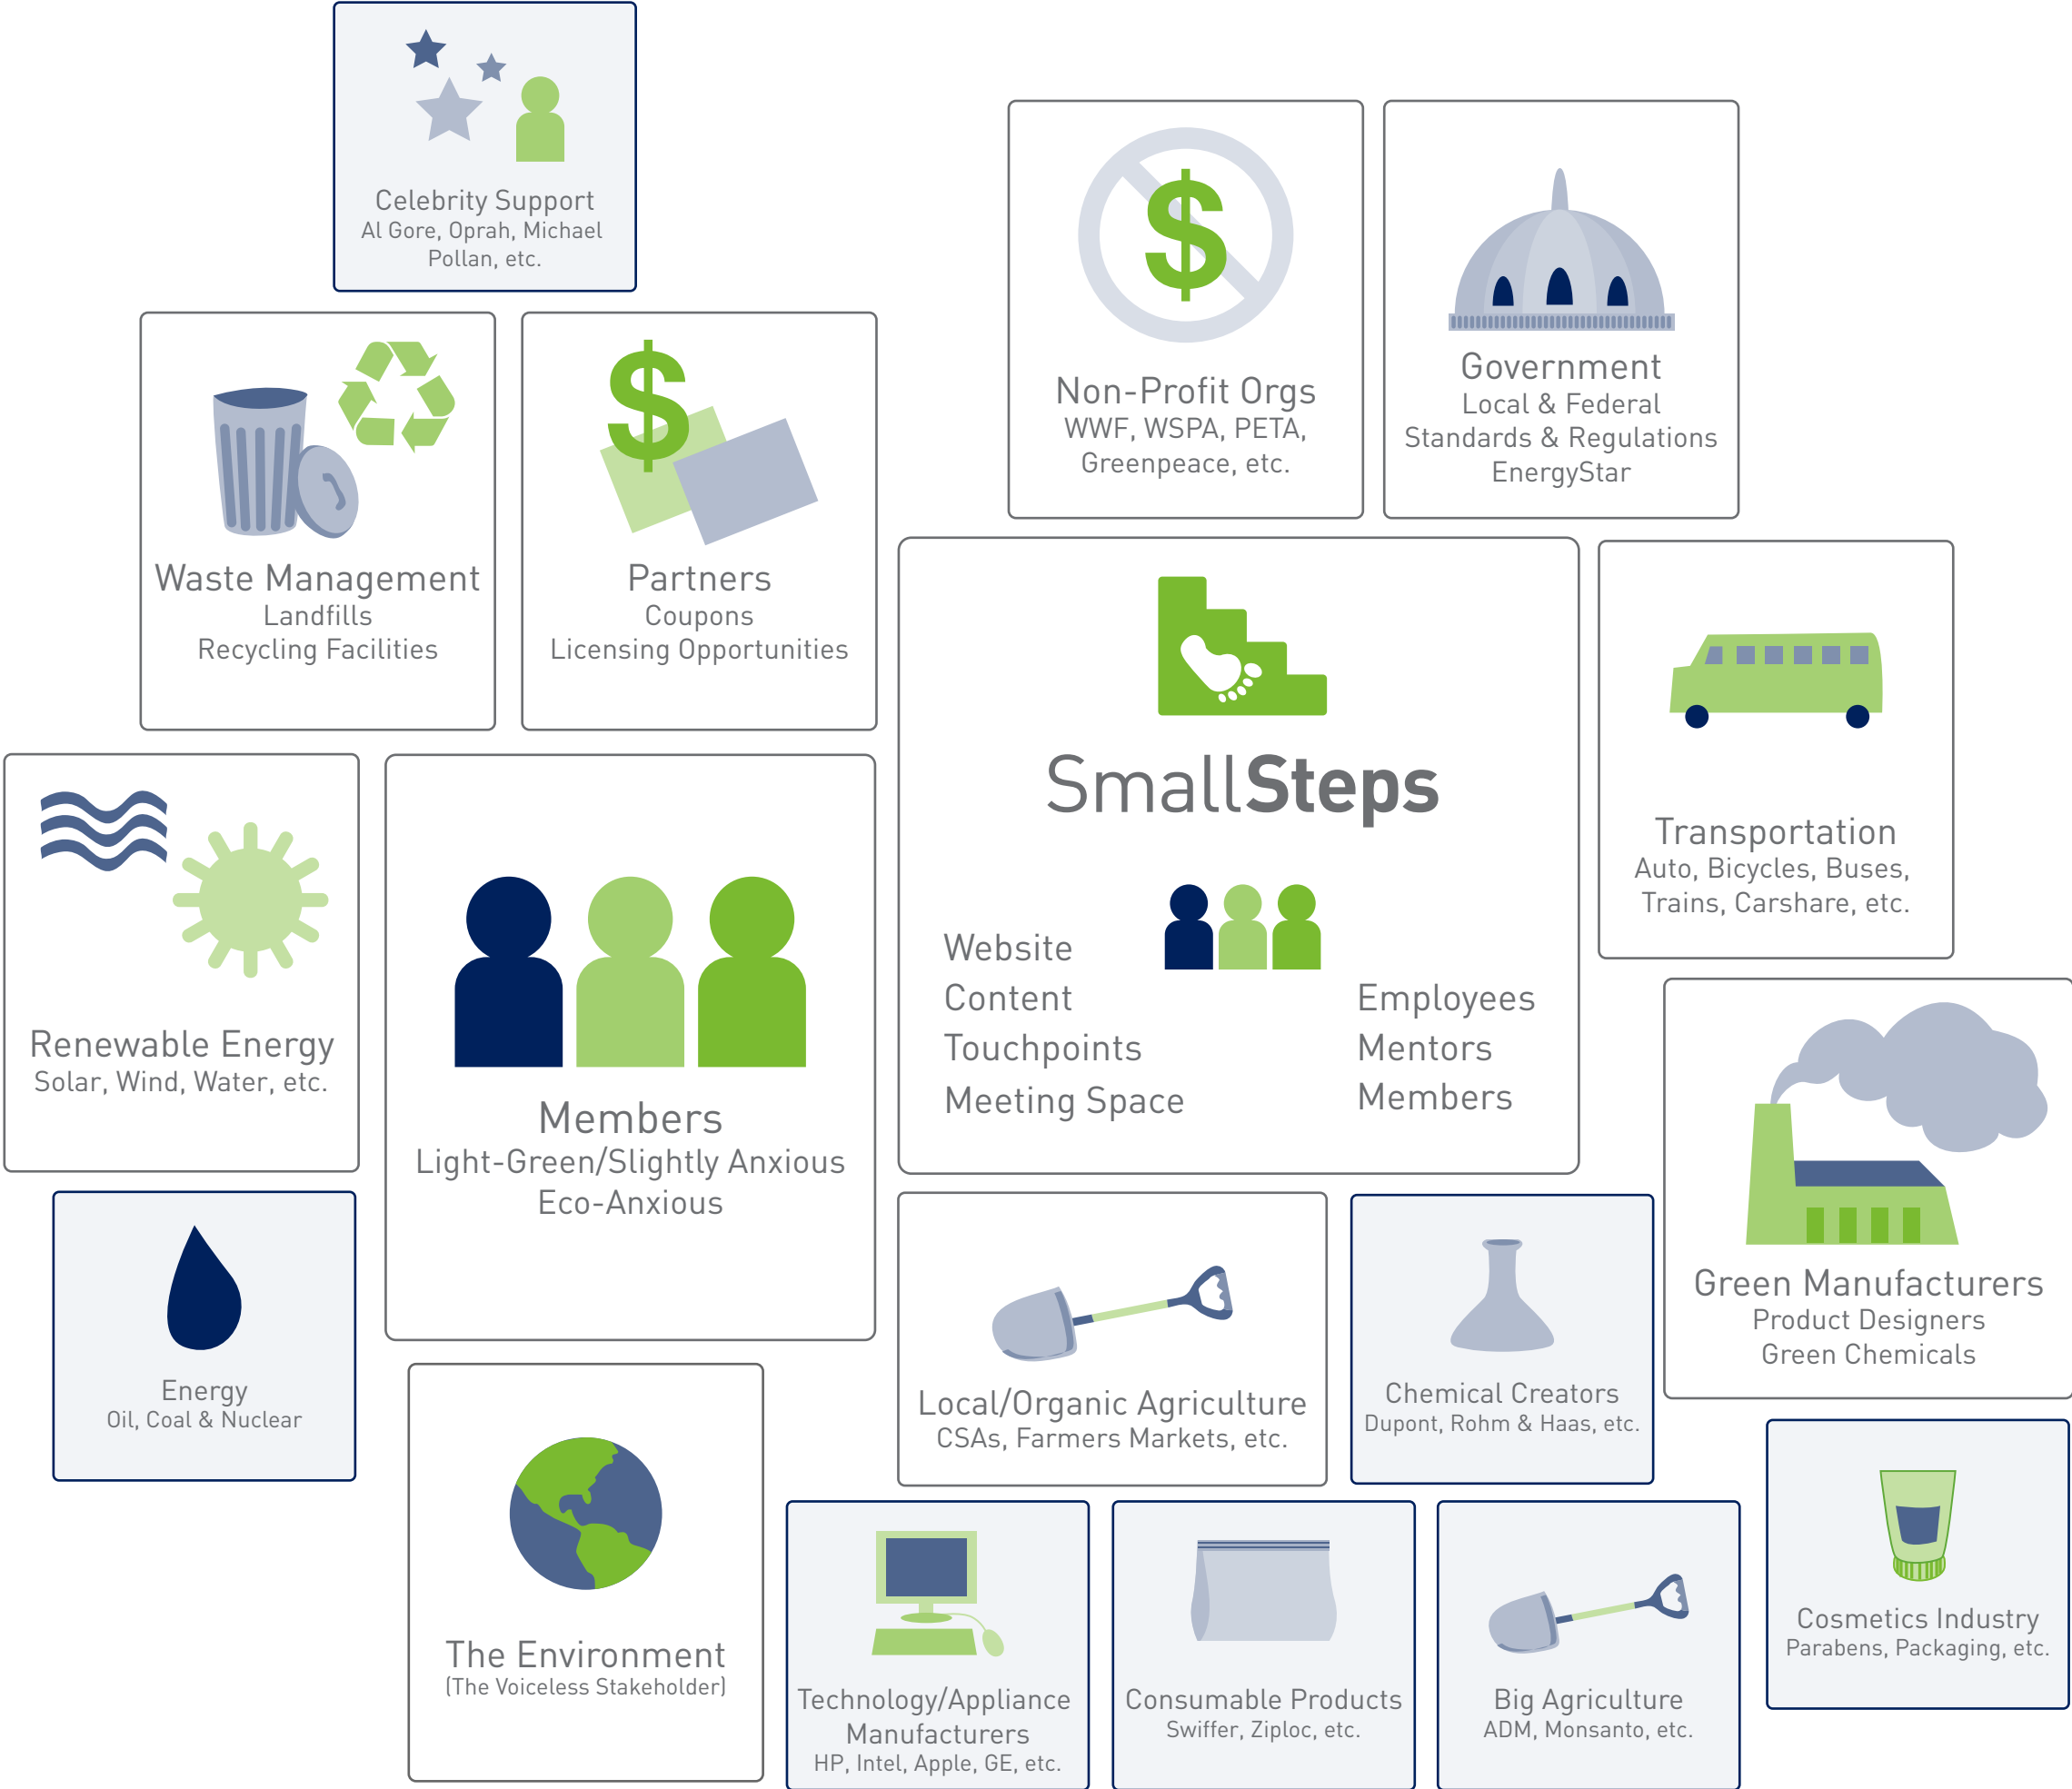 Celebrity Support
Al Gore, Oprah, Michael
Pollan, etc.
$
Non-Profit Orgs
WWF, WSPA, PETA,
Greenpeace, etc.
Government
Local & Federal
Standards & Regulations
EnergyStar
Waste Management
Landfills
Recycling Facilities
$
Partners
Coupons
Licensing Opportunities
SmallSteps
Website
Content
Touchpoints
Meeting Space
Employees
Mentors
Members
Transportation
Auto, Bicycles, Buses,
Trains, Carshare, etc.
Renewable Energy
Solar, Wind, Water, etc.
Members
Light-Green/Slightly Anxious
Eco-Anxious
Green Manufacturers
Product Designers
Green Chemicals
Energy
Oil, Coal & Nuclear
Local/Organic Agriculture
CSAs, Farmers Markets, etc.
Chemical Creators
Dupont, Rohm & Haas, etc.
The Environment
(The Voiceless Stakeholder)
Technology/Appliance
Manufacturers
HP, Intel, Apple, GE, etc.
Consumable Products
Swiffer, Ziploc, etc.
Big Agriculture
ADM, Monsanto, etc.
Cosmetics Industry
Parabens, Packaging, etc.